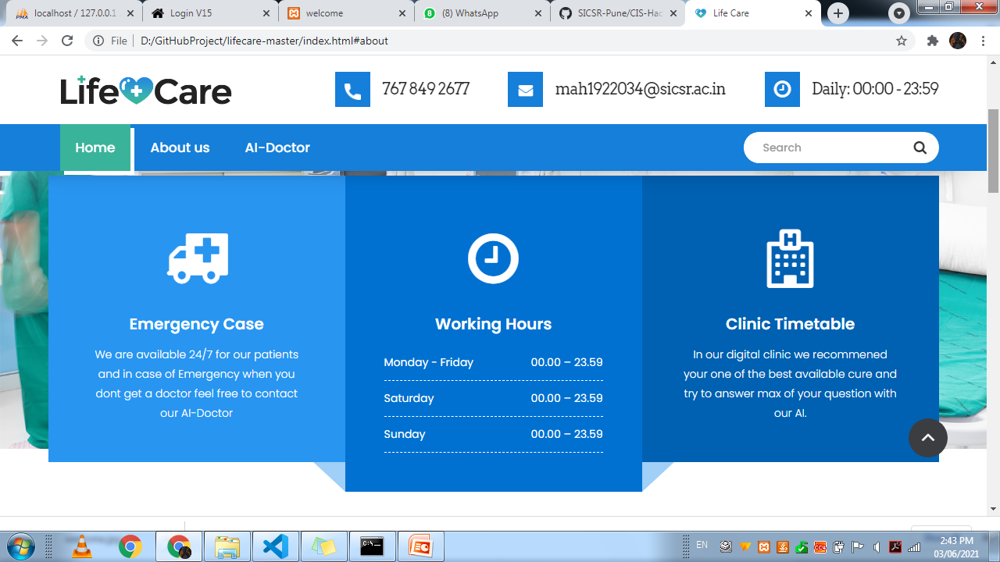 localhost / 127.0.0.1
Login V15
welcome
(8) WhatsApp
SICSR-Pune/CIS-Hac
Life Care
File
D:/GitHubProject/lifecare-master/index.html#about
Life Care
767 849 2677
mah1922034@sicsr.ac.in
Daily: 00:00 - 23:59
Home
About us
AI-Doctor
Search
Emergency Case
We are available 24/7 for our patients
and in case of Emergency when you
dont get a doctor feel free to contact
our AI-Doctor
Working Hours
Monday - Friday 00.00 – 23.59
Saturday 00.00 – 23.59
Sunday 00.00 – 23.59
H
Clinic Timetable
In our digital clinic we recommened
your one of the best available cure and
try to answer max of your question with
our AI.
EN
2:43 PM
03/06/2021